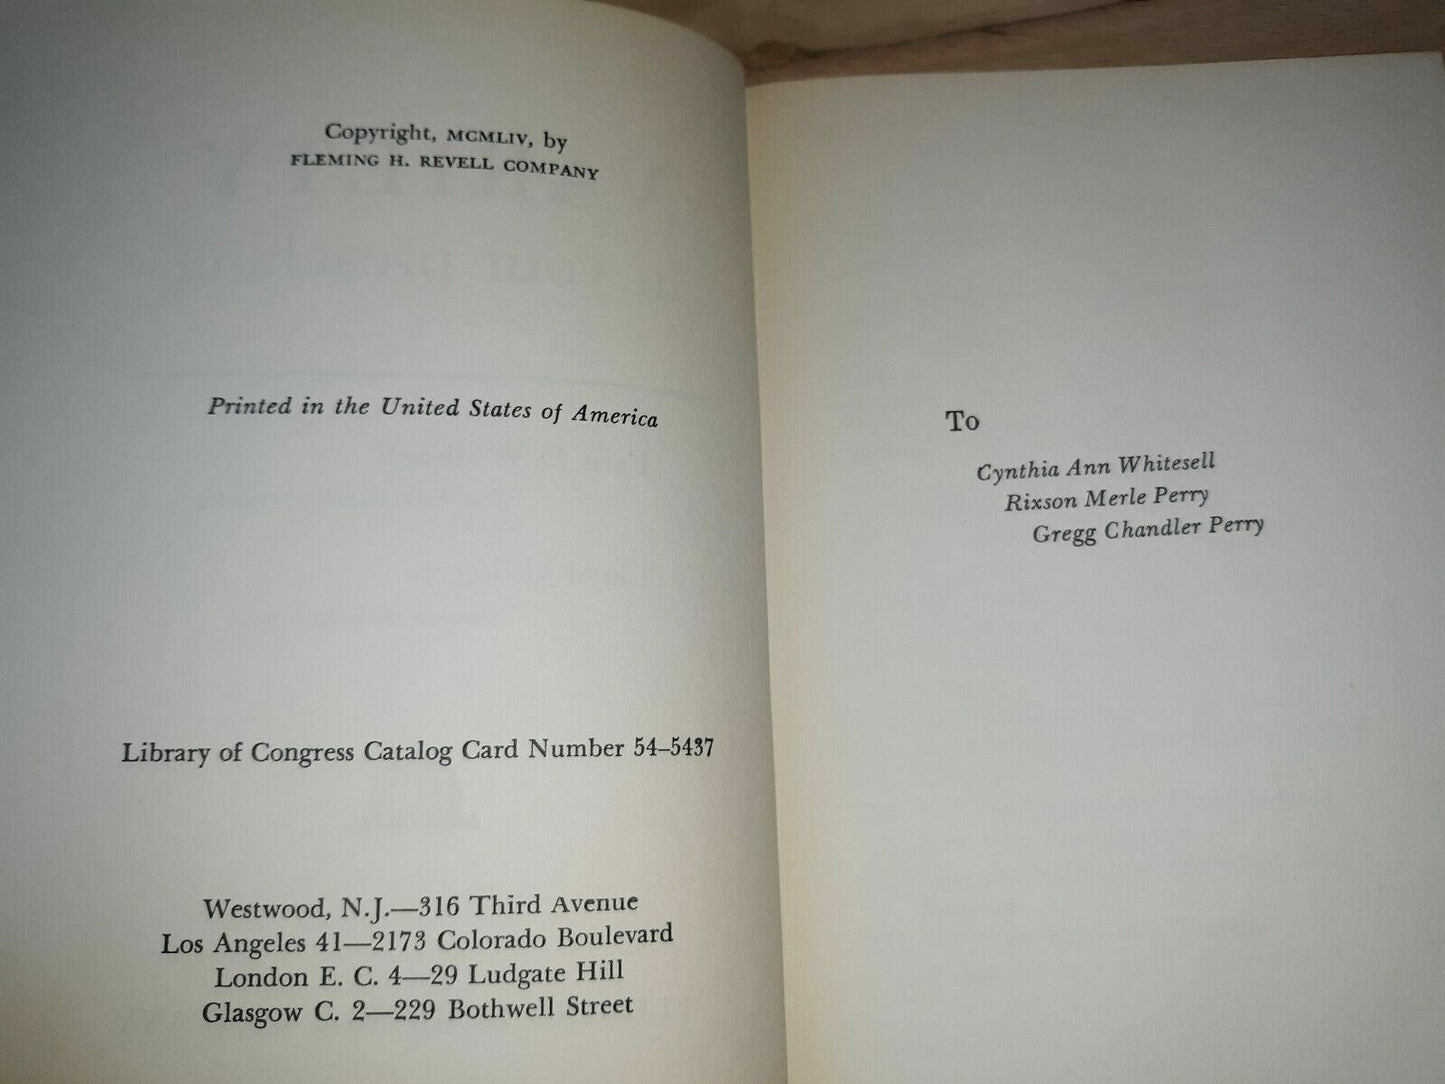 Copyright, MCMLIV, by
FLEMING H. REVELL COMPANY
Printed in the United States of America
Library of Congress Catalog Card Number 54–5437
Westwood, N.J.—316 Third Avenue
Los Angeles 41—2173 Colorado Boulevard
London E. C. 4—29 Ludgate Hill
Glasgow C. 2—229 Bothwell Street
To
Cynthia Ann Whitesell
Rixson Merle Perry
Gregg Chandler Perry